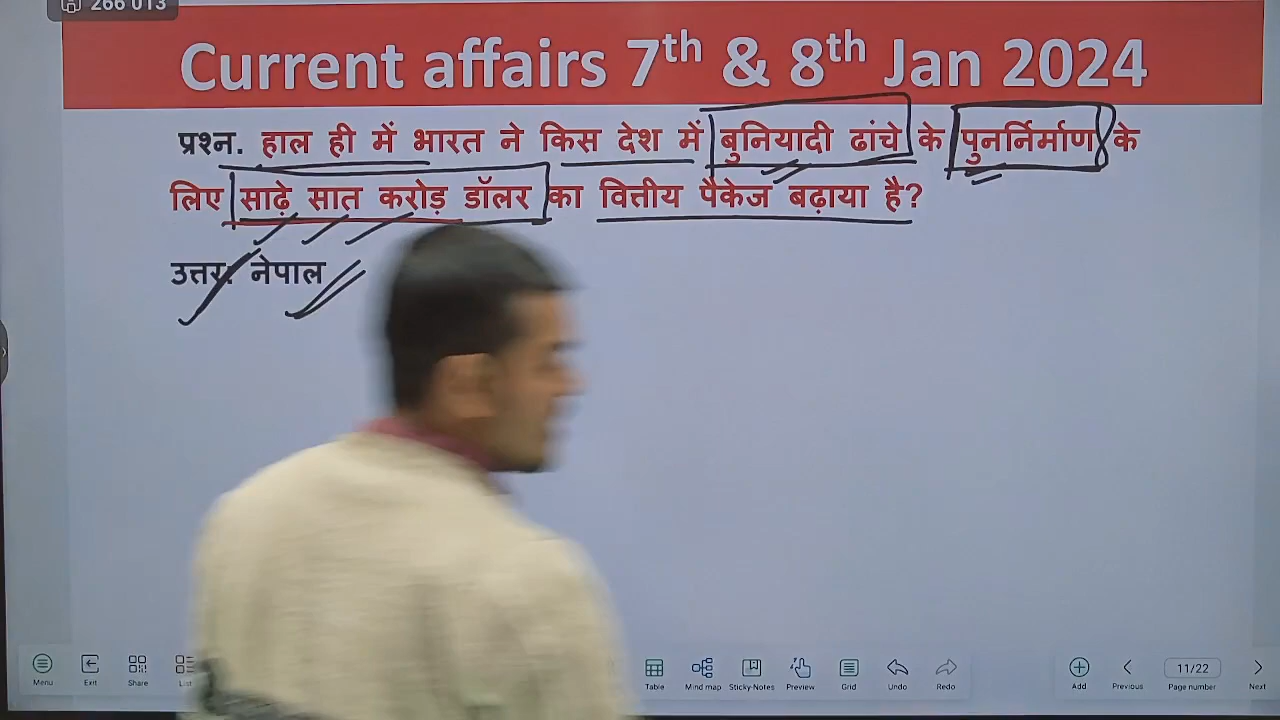 266 013
Current affairs 7th & 8th Jan 2024
प्रश्न. हाल ही में भारत ने किस देश में बुनियादी ढांचे के पुनर्निर्माण के
लिए साढ़े सात करोड़ डॉलर का वित्तीय पैकेज बढ़ाया है?
उत्तर. नेपाल
Menu Exit Share Table Mind map Sticky-Notes Preview Grid Undo Redo Add Previous 11/22 Page number Next